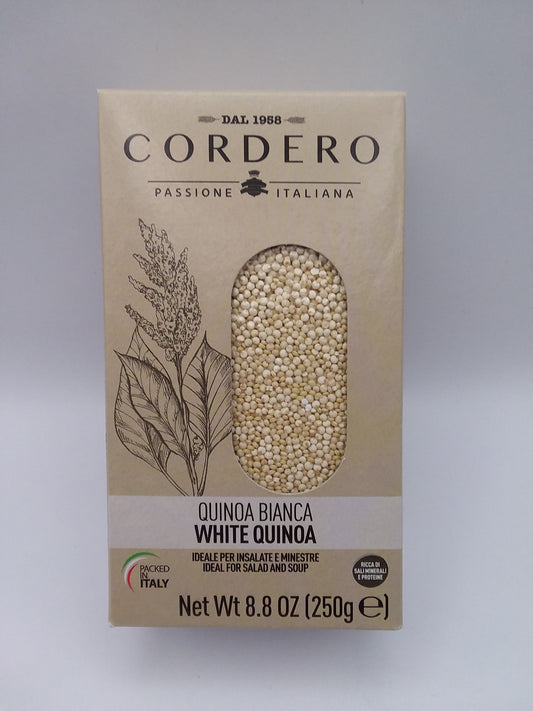 DAL 1958
CORDERO
PASSIONE ITALIANA
QUINOA BIANCA
WHITE QUINOA
IDEALE PER INSALATE E MINESTRE
IDEAL FOR SALAD AND SOUP
PACKED
IN
ITALY
RICCA DI
SALI MINERALI
E PROTEINE
Net Wt 8.8 OZ (250g ℮)